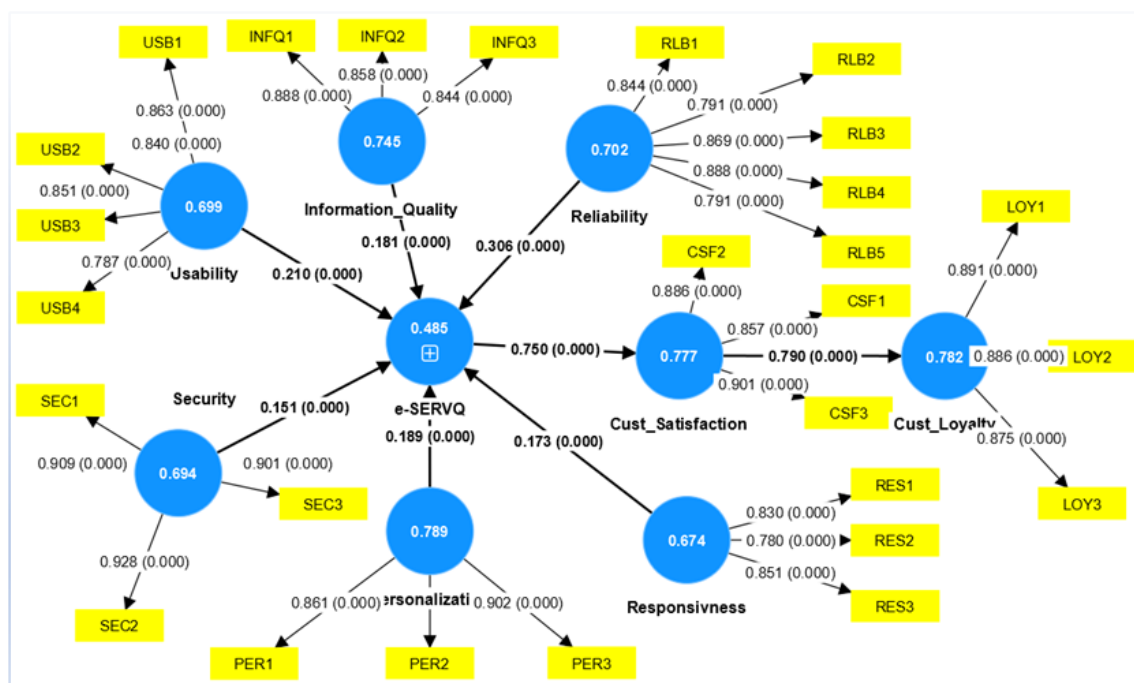 USB1
INFQ1
INFQ2
INFQ3
RLB1
RLB2
0.863 (0.000)
0.888 (0.000)
0.858 (0.000)
0.844 (0.000)
0.844 (0.000)
0.791 (0.000)
USB2
0.840 (0.000)
0.745
0.702
0.869 (0.000)
RLB3
0.851 (0.000)
0.888 (0.000)
RLB4
USB3
0.699
Information_Quality
Reliability
0.791 (0.000)
LOY1
0.787 (0.000)
Usability
0.181 (0.000)
0.306 (0.000)
CSF2
RLB5
USB4
0.210 (0.000)
0.886 (0.000)
CSF1
0.891 (0.000)
0.485
0.857 (0.000)
0.750 (0.000)
0.777
0.790 (0.000)
0.782
0.886 (0.000)
LOY2
0.901 (0.000)
SEC1
Security
0.151 (0.000)
e-SERVQ
Cust_Satisfaction
CSF3
Cust_Loyalty
0.189 (0.000)
0.173 (0.000)
0.875 (0.000)
0.909 (0.000)
0.694
0.901 (0.000)
SEC3
RES1
LOY3
0.789
0.674
0.830 (0.000)
0.780 (0.000)
RES2
0.928 (0.000)
0.851 (0.000)
0.861 (0.000)
ersonalizati
0.902 (0.000)
Responsivness
RES3
SEC2
PER1
PER2
PER3